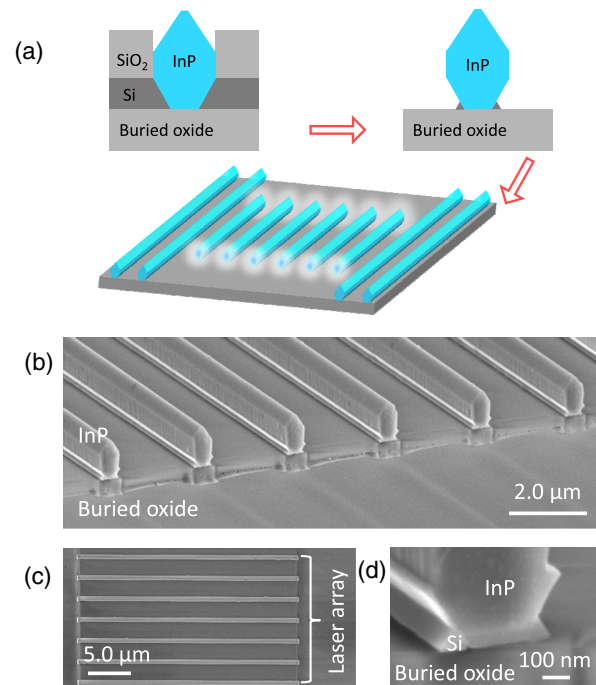 (a)
SiO2
InP
Si
Buried oxide
InP
Buried oxide
(b)
InP
Buried oxide
2.0 μm
(c)
5.0 μm
Laser array
(d)
InP
Si
Buried oxide
100 nm